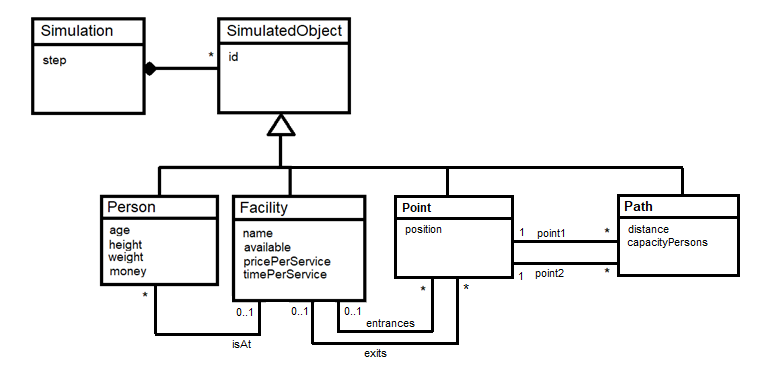 Simulation
step
*
SimulatedObject
id
Person
age
height
weight
money
Facility
name
available
pricePerService
timePerService
Point
position
Path
distance
capacityPersons
1 point1 *
1 point2 *
*
0..1
isAt
0..1
0..1
*
*
entrances
exits